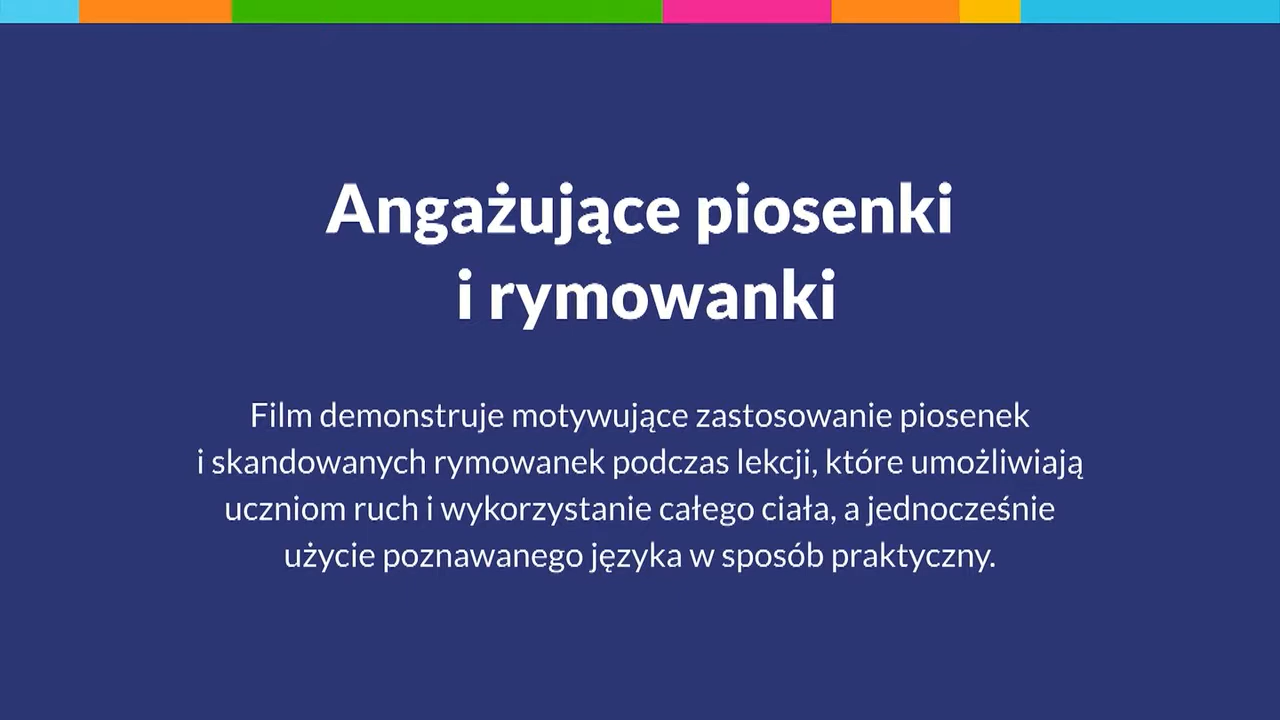 Angażujące piosenki
i rymowanki
Film demonstruje motywujące zastosowanie piosenek
i skandowanych rymowanek podczas lekcji, które umożliwiają
uczniom ruch i wykorzystanie całego ciała, a jednocześnie
użycie poznawanego języka w sposób praktyczny.